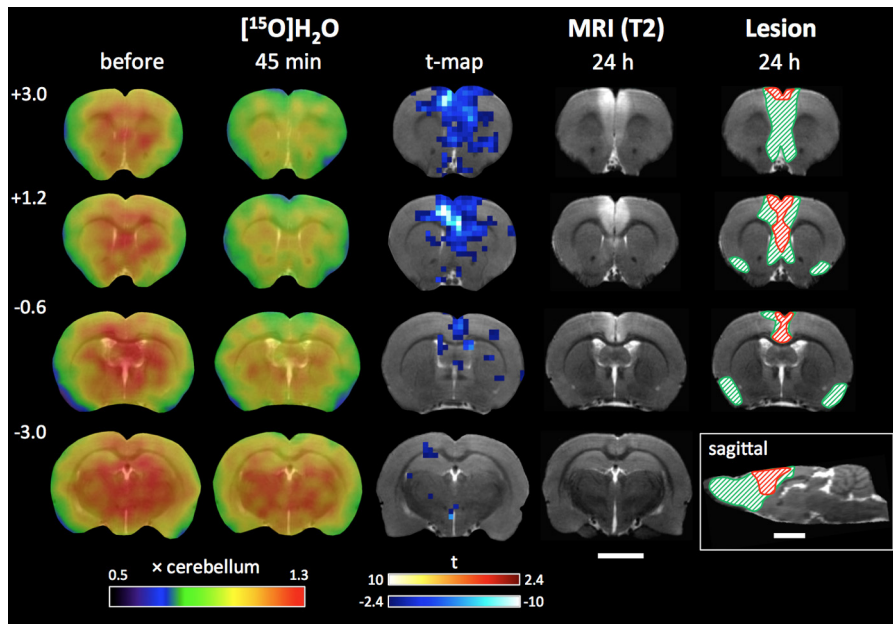 [¹⁵O]H₂O MRI (T2) Lesion
before 45 min t-map 24 h 24 h
+3.0
+1.2
-0.6
-3.0
sagittal
× cerebellum t
0.5 1.3
10 2.4
-2.4 -10